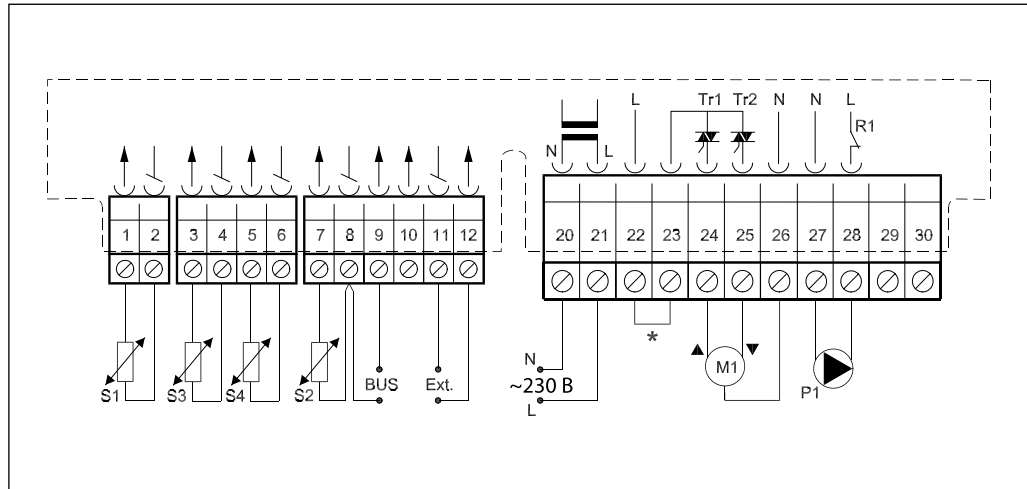 L Tr1 Tr2 N N L
R1
N L
1 2 3 4 5 6 7 8 9 10 11 12
20 21 22 23 24 25 26 27 28 29 30
*
N
~230 В
L
M1
P1
S1 S3 S4 S2
BUS Ext.